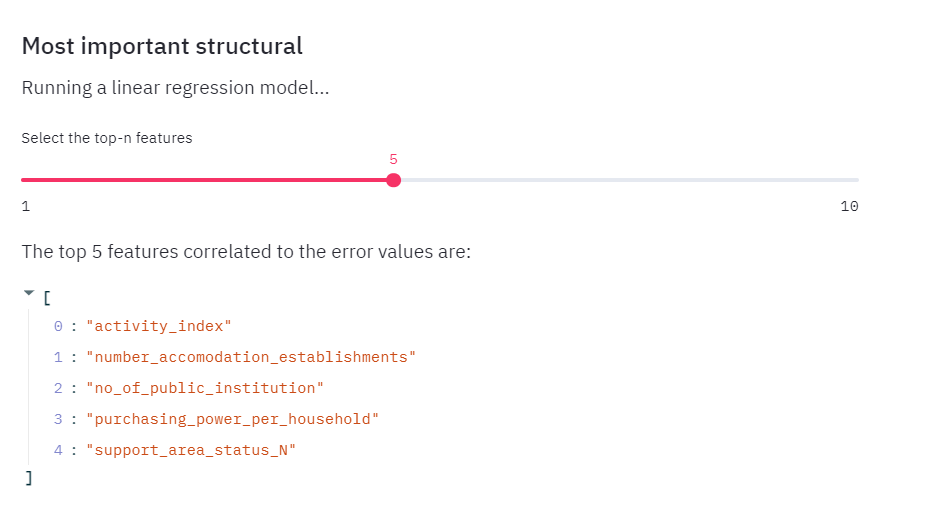 Most important structural
Running a linear regression model...
Select the top-n features
5
1 10
The top 5 features correlated to the error values are:
[
0 : "activity_index"
1 : "number_accomodation_establishments"
2 : "no_of_public_institution"
3 : "purchasing_power_per_household"
4 : "support_area_status_N"
]